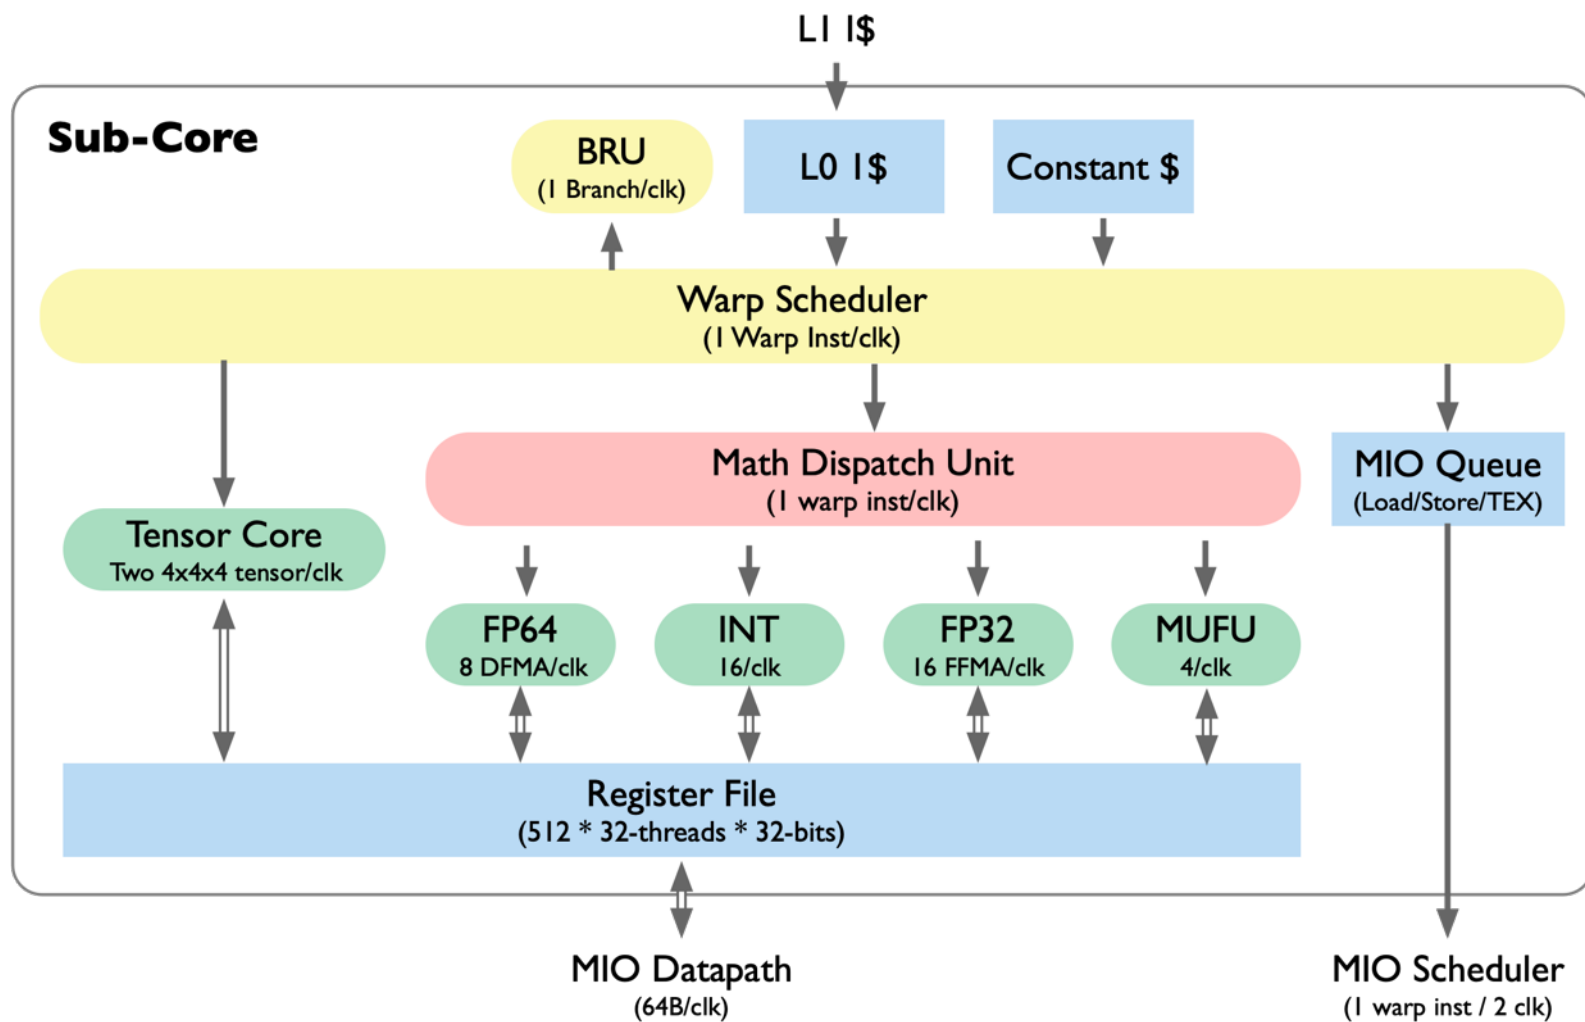 L1 I$
Sub-Core
BRU
(1 Branch/clk)
L0 1$
Constant $
Warp Scheduler
(1 Warp Inst/clk)
Math Dispatch Unit
(1 warp inst/clk)
MIO Queue
(Load/Store/TEX)
Tensor Core
Two 4x4x4 tensor/clk
FP64
8 DFMA/clk
INT
16/clk
FP32
16 FFMA/clk
MUFU
4/clk
Register File
(512 * 32-threads * 32-bits)
MIO Datapath
(64B/clk)
MIO Scheduler
(1 warp inst / 2 clk)